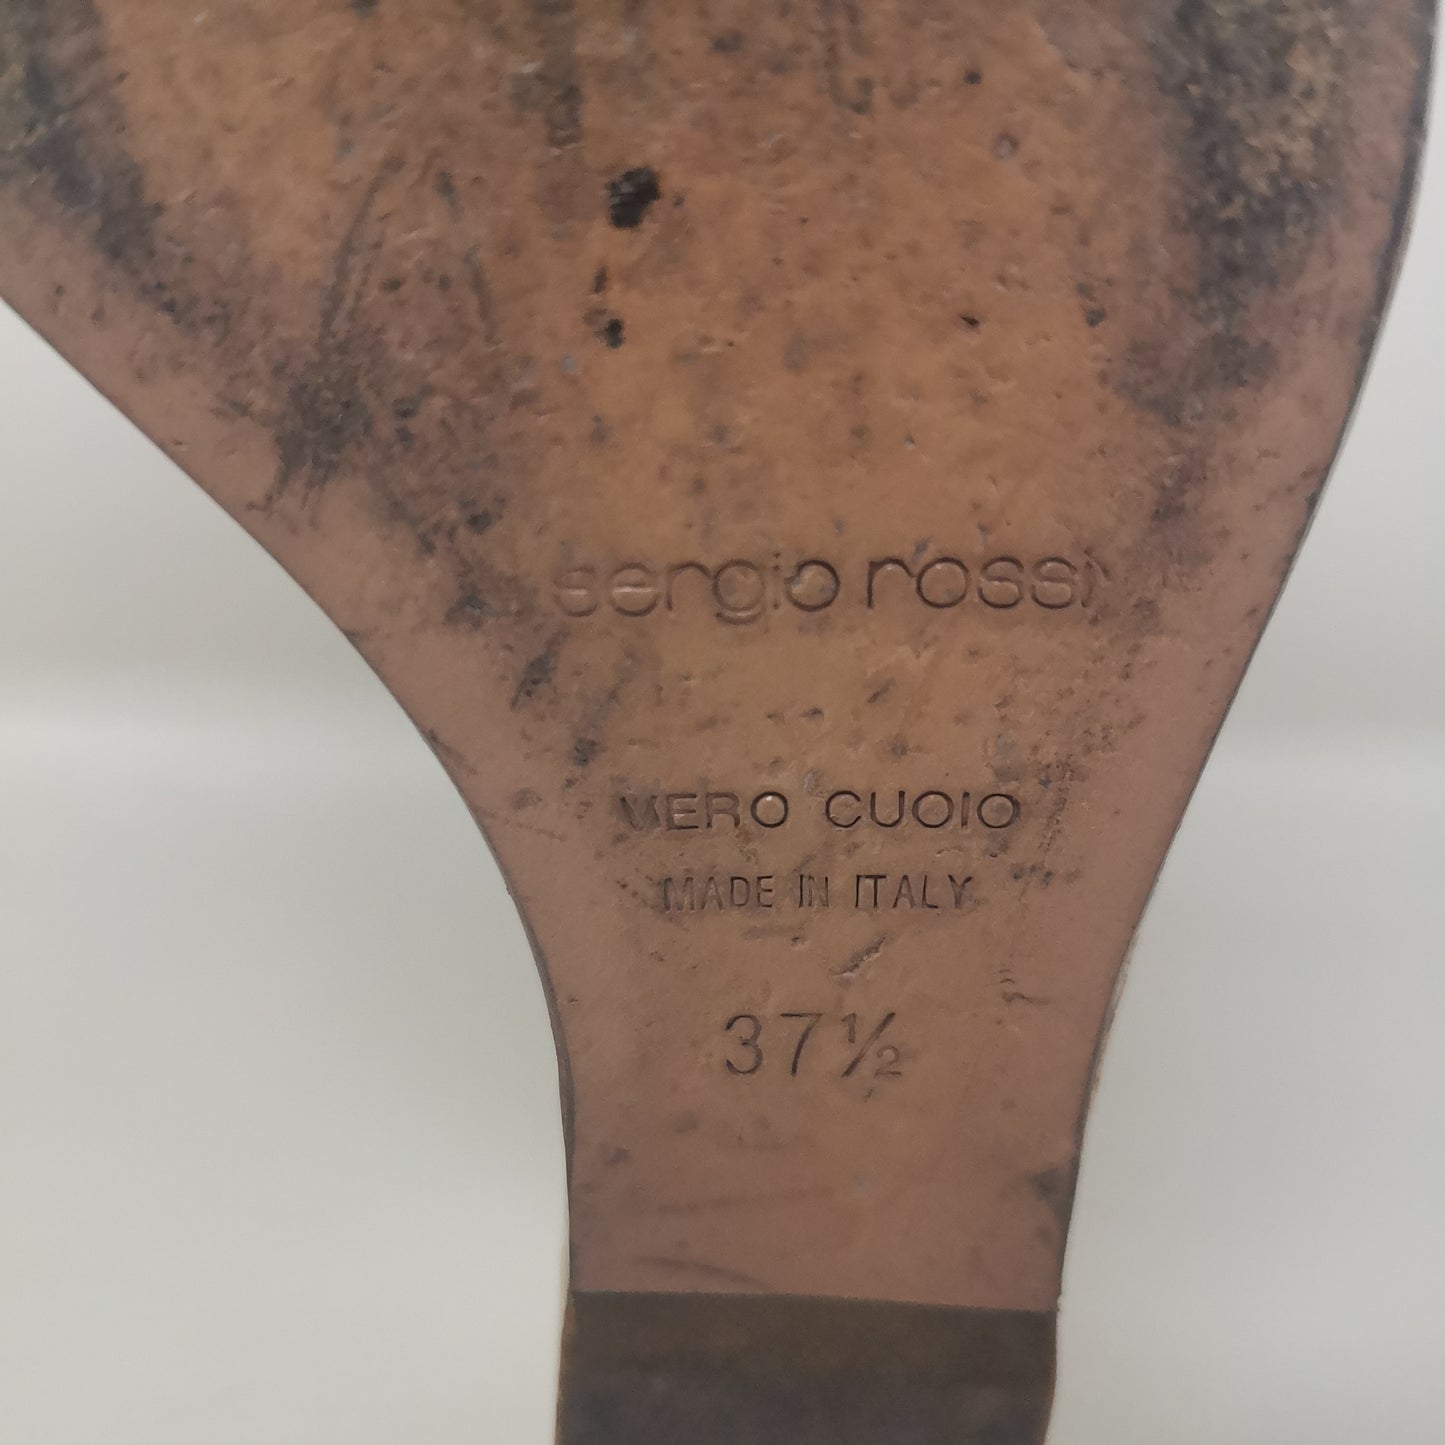 sergio rossi
VERO CUOIO
MADE IN ITALY
37½